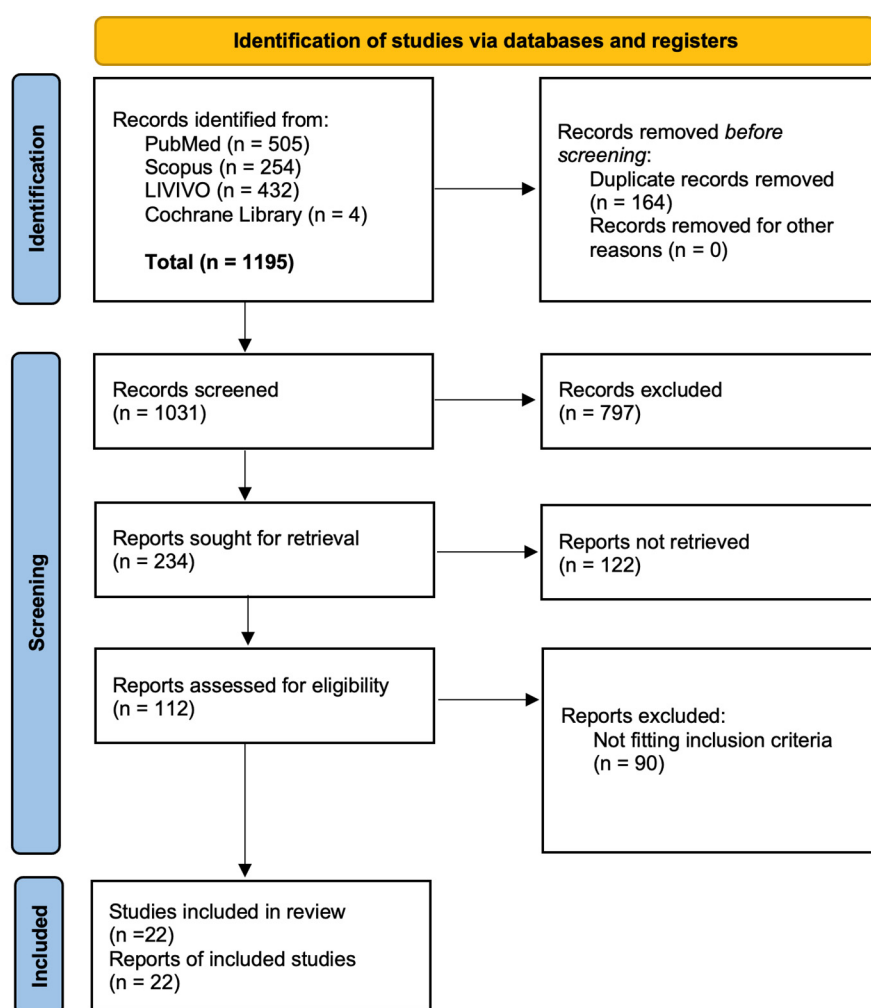 Identification of studies via databases and registers
Identification
Records identified from:
PubMed (n = 505)
Scopus (n = 254)
LIVIVO (n = 432)
Cochrane Library (n = 4)
Total (n = 1195)
Records removed before
screening:
Duplicate records removed
(n = 164)
Records removed for other
reasons (n = 0)
Screening
Records screened
(n = 1031)
Records excluded
(n = 797)
Reports sought for retrieval
(n = 234)
Reports not retrieved
(n = 122)
Reports assessed for eligibility
(n = 112)
Reports excluded:
Not fitting inclusion criteria
(n = 90)
Included
Studies included in review
(n =22)
Reports of included studies
(n = 22)